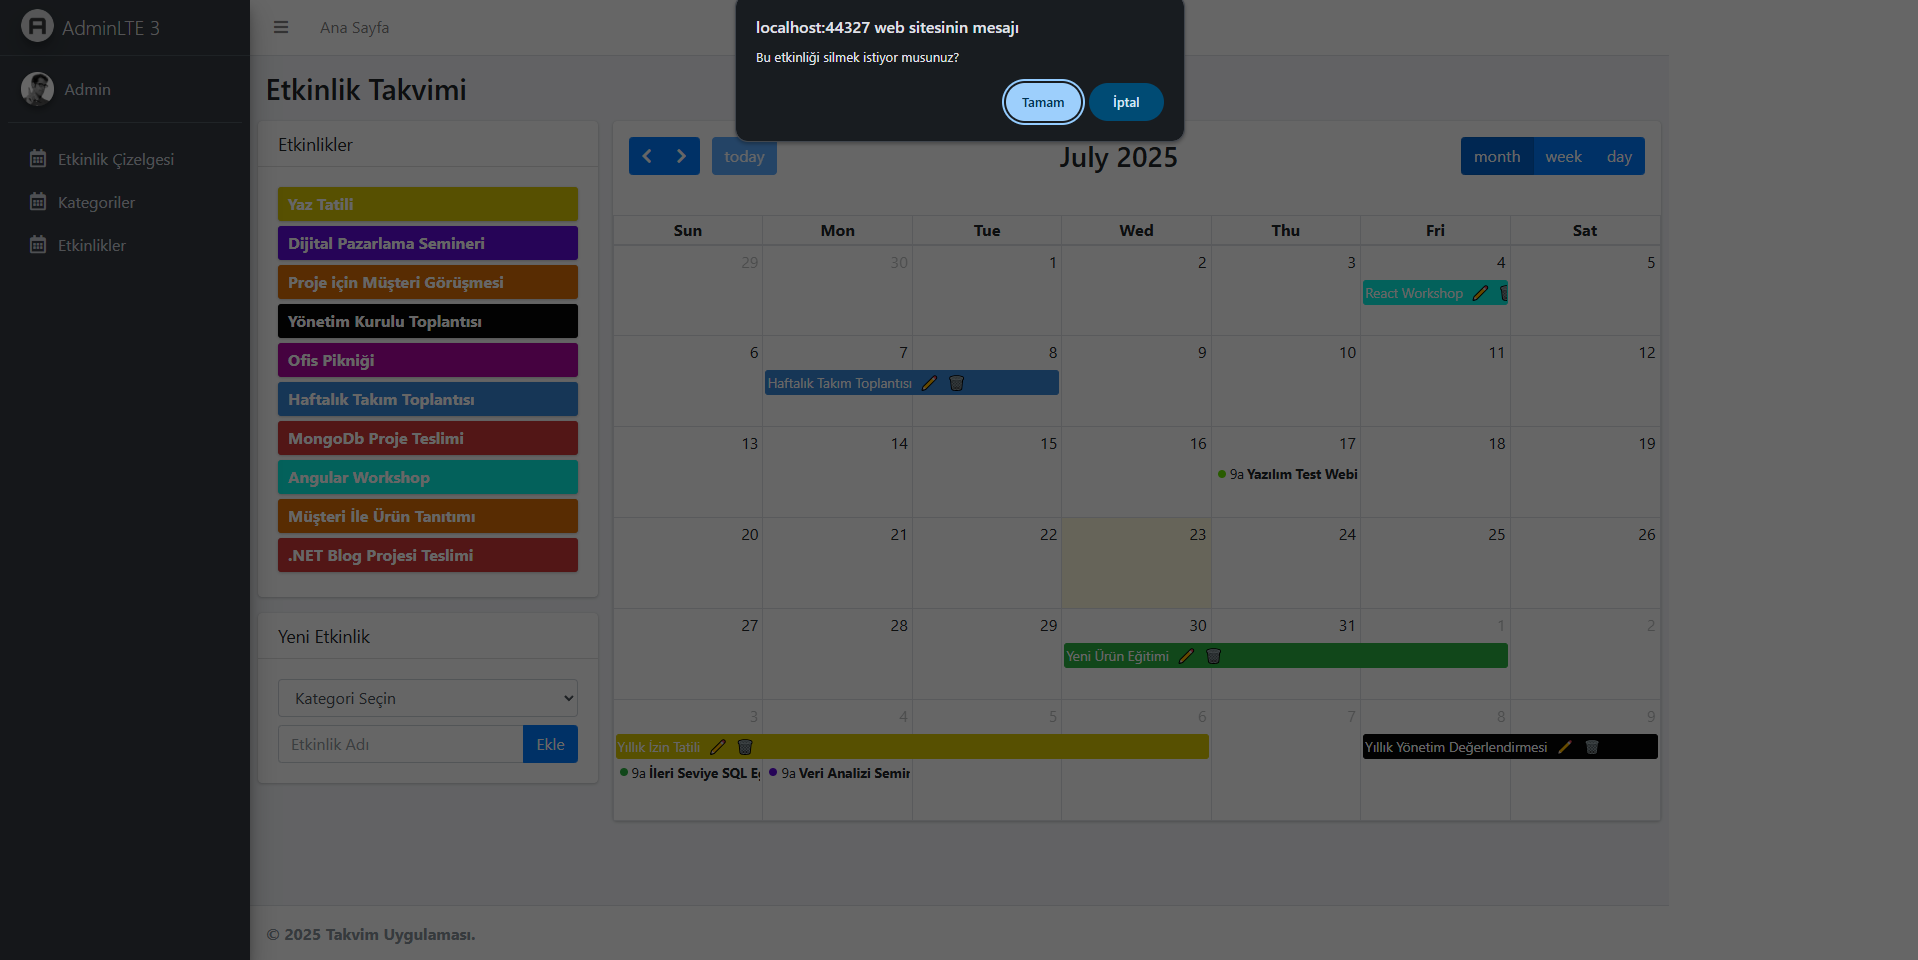 AdminLTE 3
Admin
Etkinlik Çizelgesi
Kategoriler
Etkinlikler
Ana Sayfa
localhost:44327 web sitesinin mesajı
Bu etkinliği silmek istiyor musunuz?
Tamam
İptal
Etkinlik Takvimi
Etkinlikler
Yaz Tatili
Dijital Pazarlama Semineri
Proje için Müşteri Görüşmesi
Yönetim Kurulu Toplantısı
Ofis Pikniği
Haftalık Takım Toplantısı
MongoDb Proje Teslimi
Angular Workshop
Müşteri İle Ürün Tanıtımı
.NET Blog Projesi Teslimi
Yeni Etkinlik
Kategori Seçin
Etkinlik Adı
Ekle
today
July 2025
month
week
day
Sun Mon Tue Wed Thu Fri Sat
29 30 1 2 3 4 5
React Workshop
6 7 8 9 10 11 12
Haftalık Takım Toplantısı
13 14 15 16 17 18 19
9a Yazılım Test Webi
20 21 22 23 24 25 26
27 28 29 30 31 1 2
Yeni Ürün Eğitimi
3 4 5 6 7 8 9
Yıllık İzin Tatili
Yıllık Yönetim Değerlendirmesi
9a İleri Seviye SQL
9a Veri Analizi Semir
© 2025 Takvim Uygulaması.